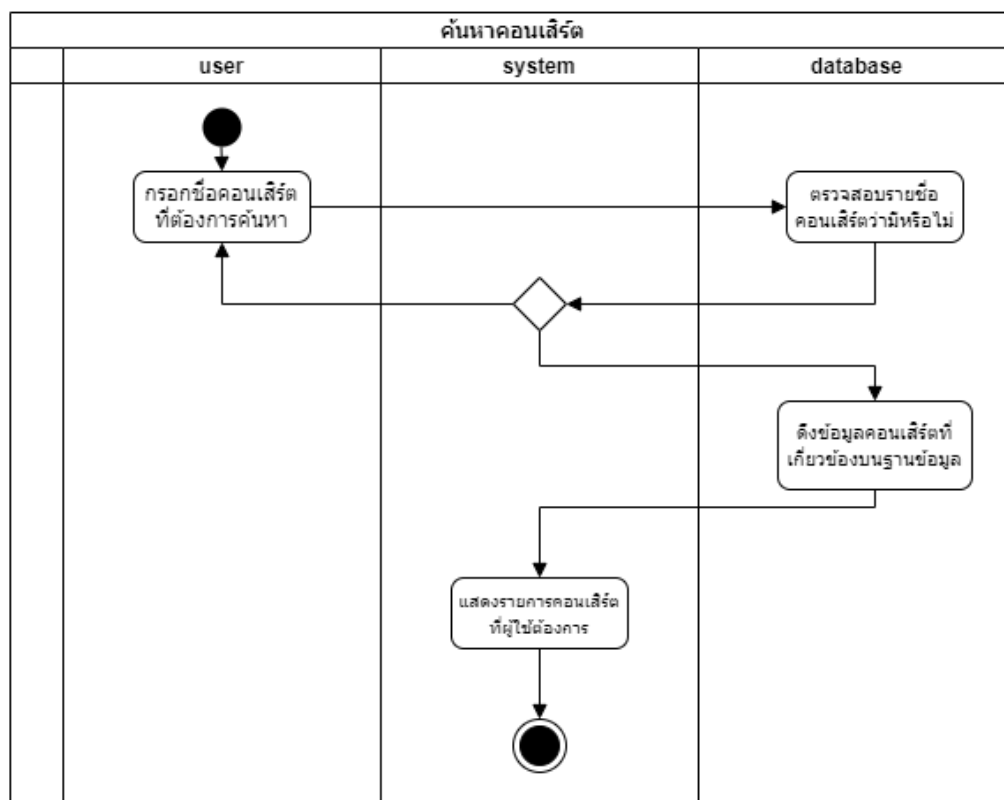 ค้นหาคอนเสิร์ต
user
system
database
กรอกชื่อคอนเสิร์ต
ที่ต้องการค้นหา
ตรวจสอบรายชื่อ
คอนเสิร์ตว่ามีหรือไม่
ดึงข้อมูลคอนเสิร์ตที่
เกี่ยวข้องบนฐานข้อมูล
แสดงรายการคอนเสิร์ต
ที่ผู้ใช้ต้องการ